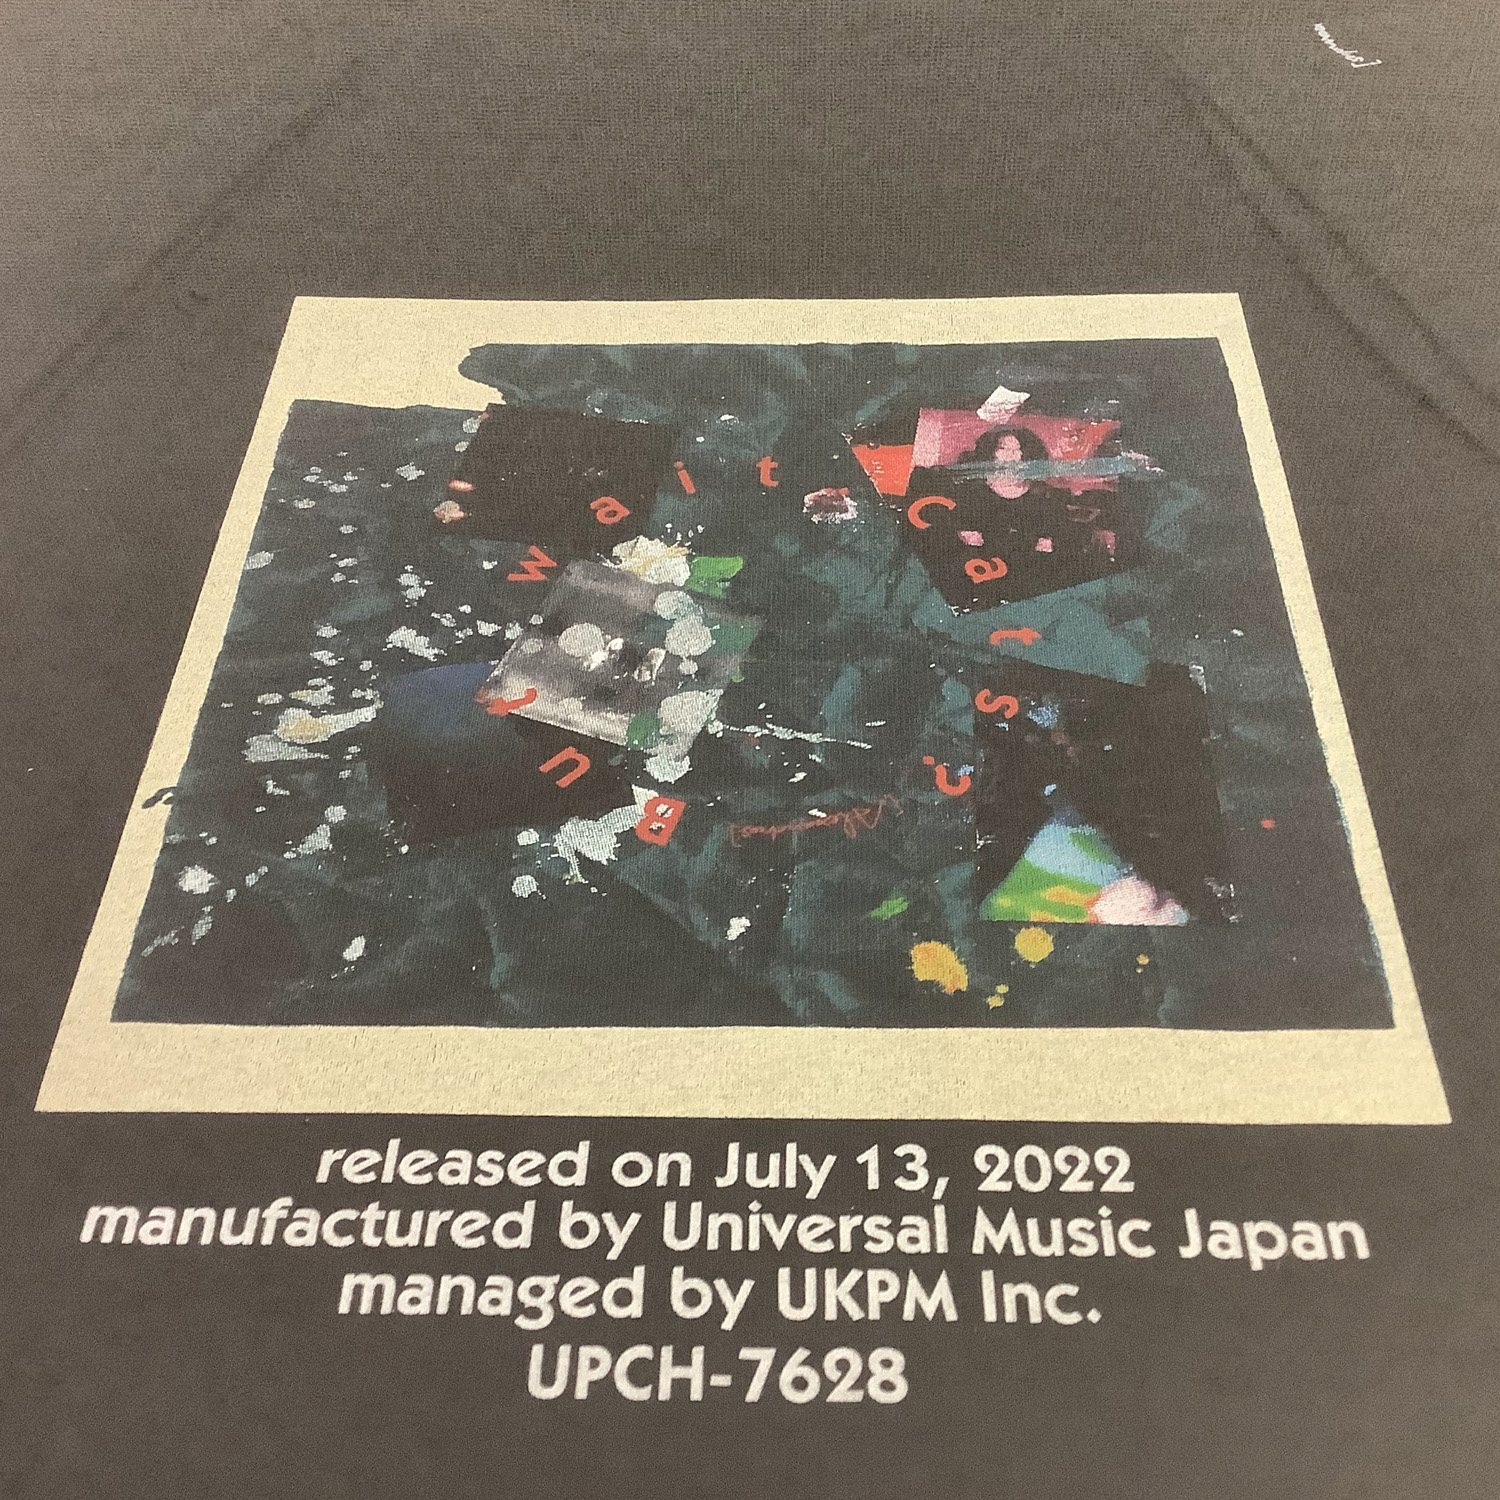 But wait. Cats?
[Alexandros]
released on July 13, 2022
manufactured by Universal Music Japan
managed by UKPM Inc.
UPCH-7628